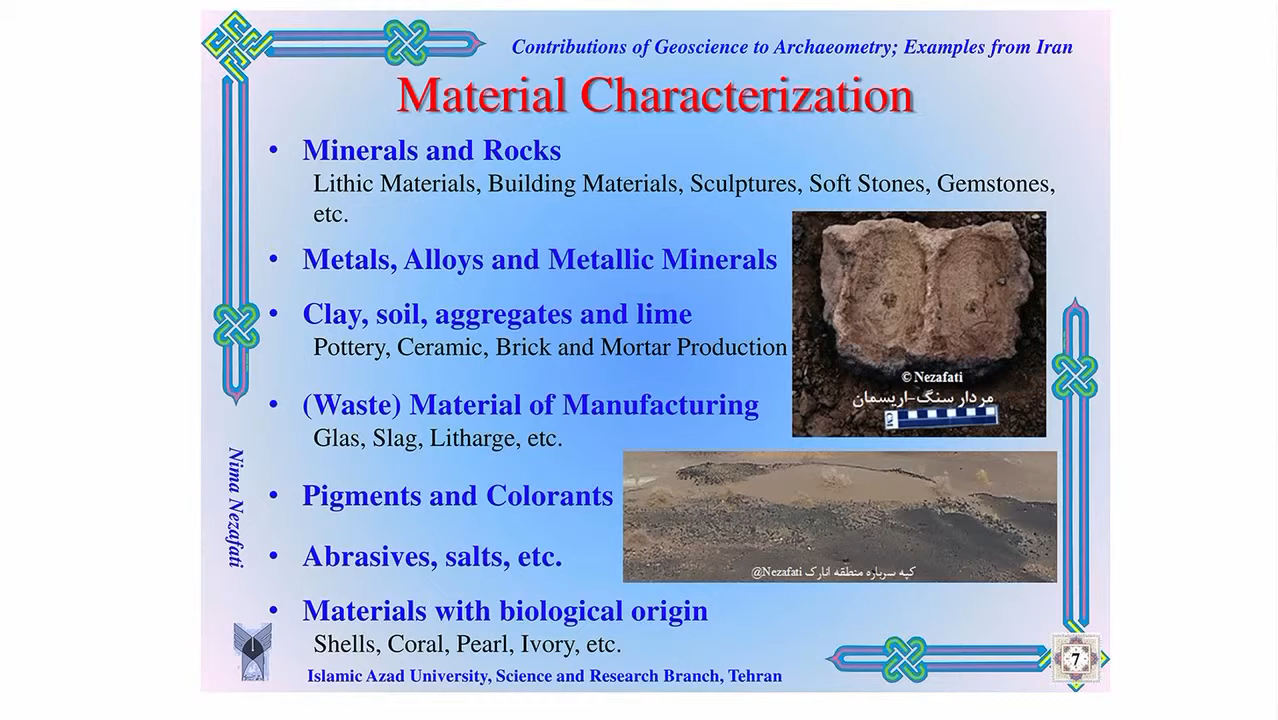 Contributions of Geoscience to Archaeometry; Examples from Iran
Material Characterization
• Minerals and Rocks
Lithic Materials, Building Materials, Sculptures, Soft Stones, Gemstones,
etc.
• Metals, Alloys and Metallic Minerals
• Clay, soil, aggregates and lime
Pottery, Ceramic, Brick and Mortar Production
© Nezafati
مردار سنگ-اریسمان
CM
• (Waste) Material of Manufacturing
Glas, Slag, Litharge, etc.
• Pigments and Colorants
• Abrasives, salts, etc.
کپه سرباره منطقه انارک @Nezafati
• Materials with biological origin
Shells, Coral, Pearl, Ivory, etc.
Nima Nezafati
Islamic Azad University, Science and Research Branch, Tehran
7